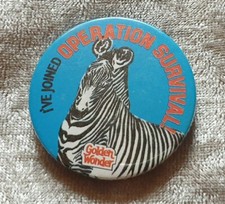 I'VE JOINED
OPERATION SURVIVAL!
Golden
Wonder